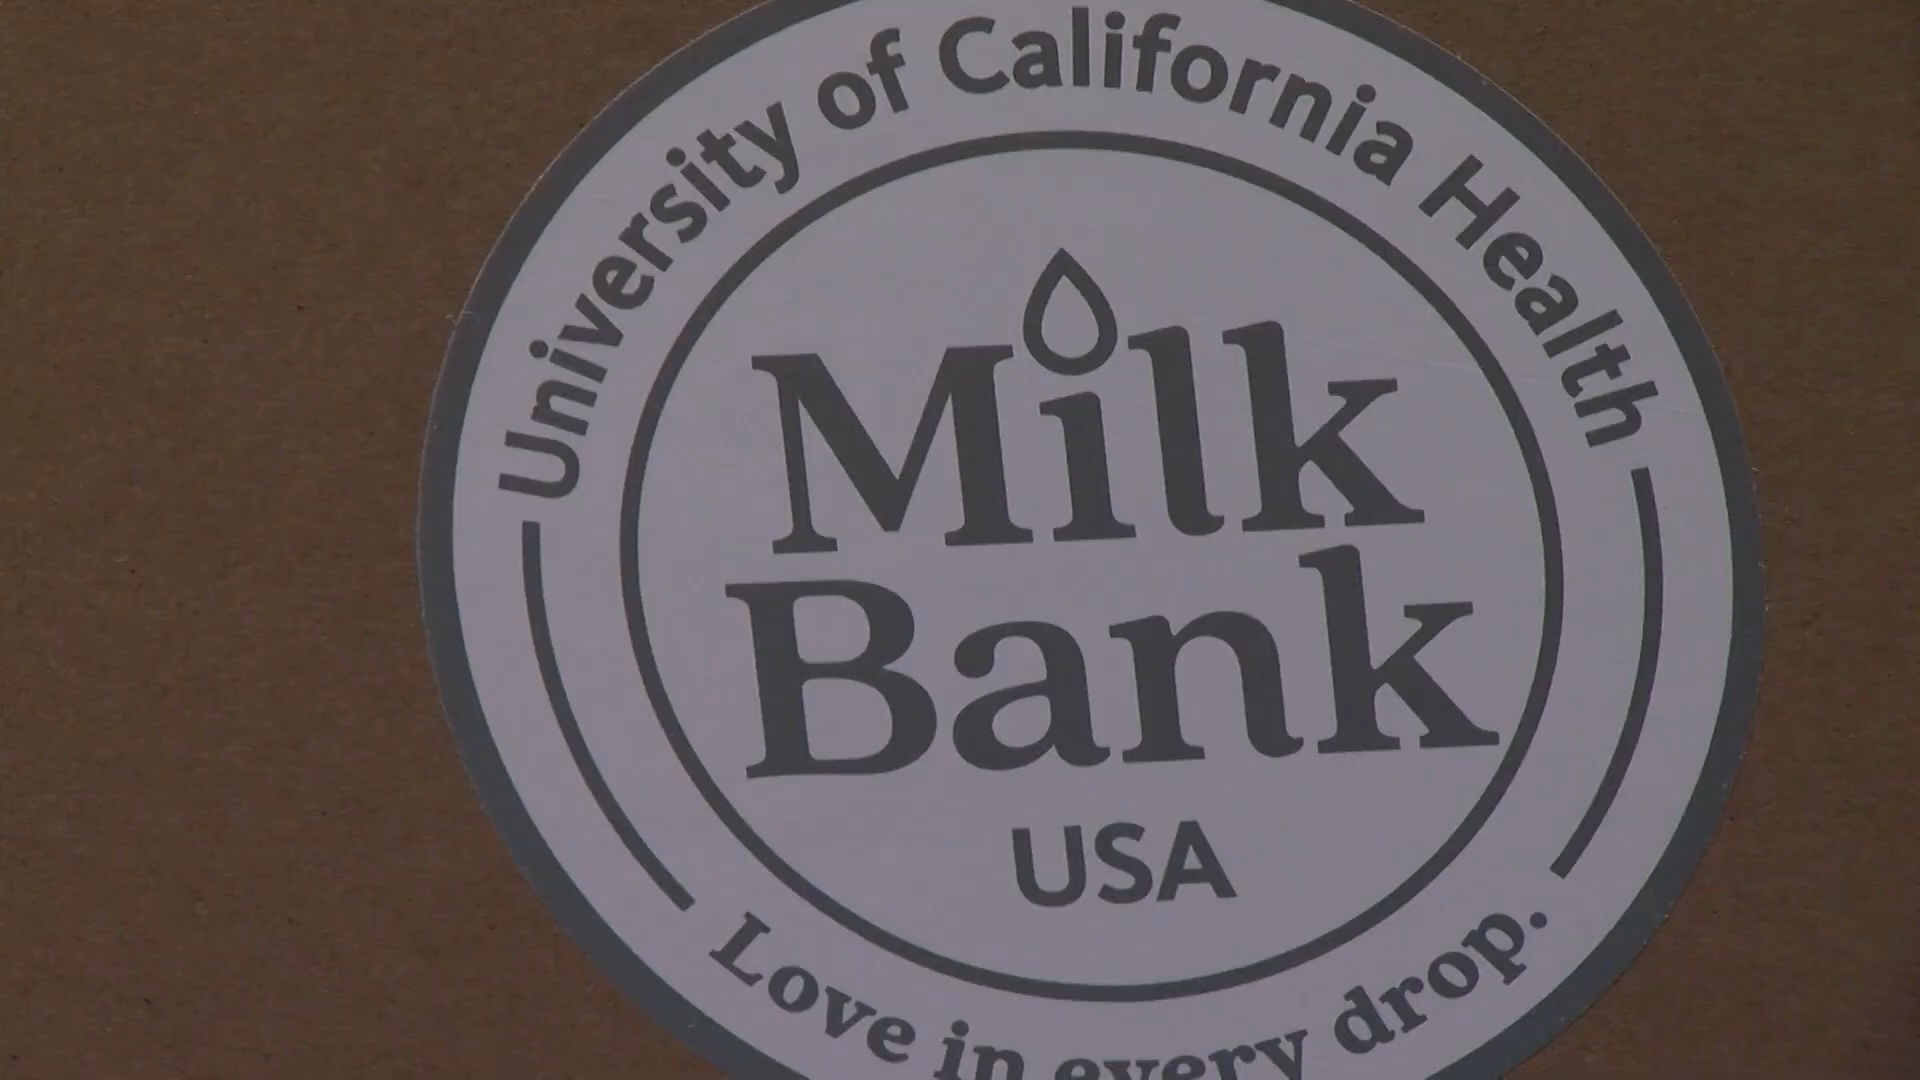 University of California Health
Milk
Bank
USA
Love in every drop.